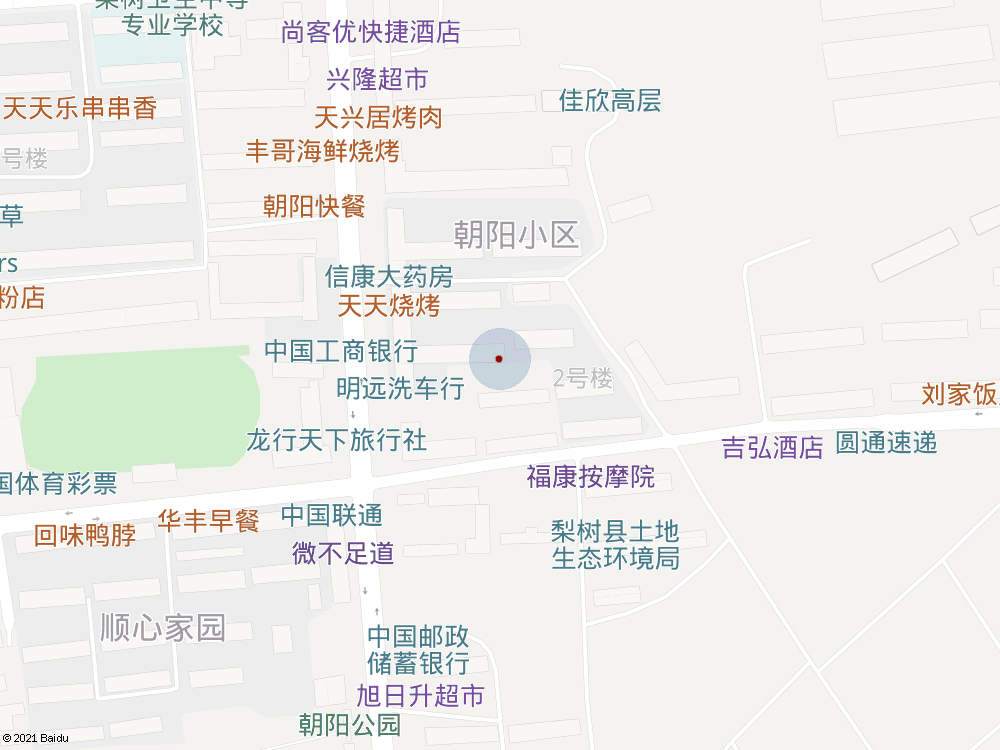 专业学校
尚客优快捷酒店
兴隆超市
天天乐串串香
佳欣高层
天兴居烤肉
丰哥海鲜烧烤
号楼
朝阳快餐
草
朝阳小区
rs
信康大药房
粉店
天天烧烤
中国工商银行
2号楼
明远洗车行
刘家饭
龙行天下旅行社
吉弘酒店
圆通速递
国体育彩票
福康按摩院
华丰早餐
中国联通
回味鸭脖
梨树县土地
生态环境局
微不足道
顺心家园
中国邮政
储蓄银行
旭日升超市
朝阳公园
© 2021 Baidu